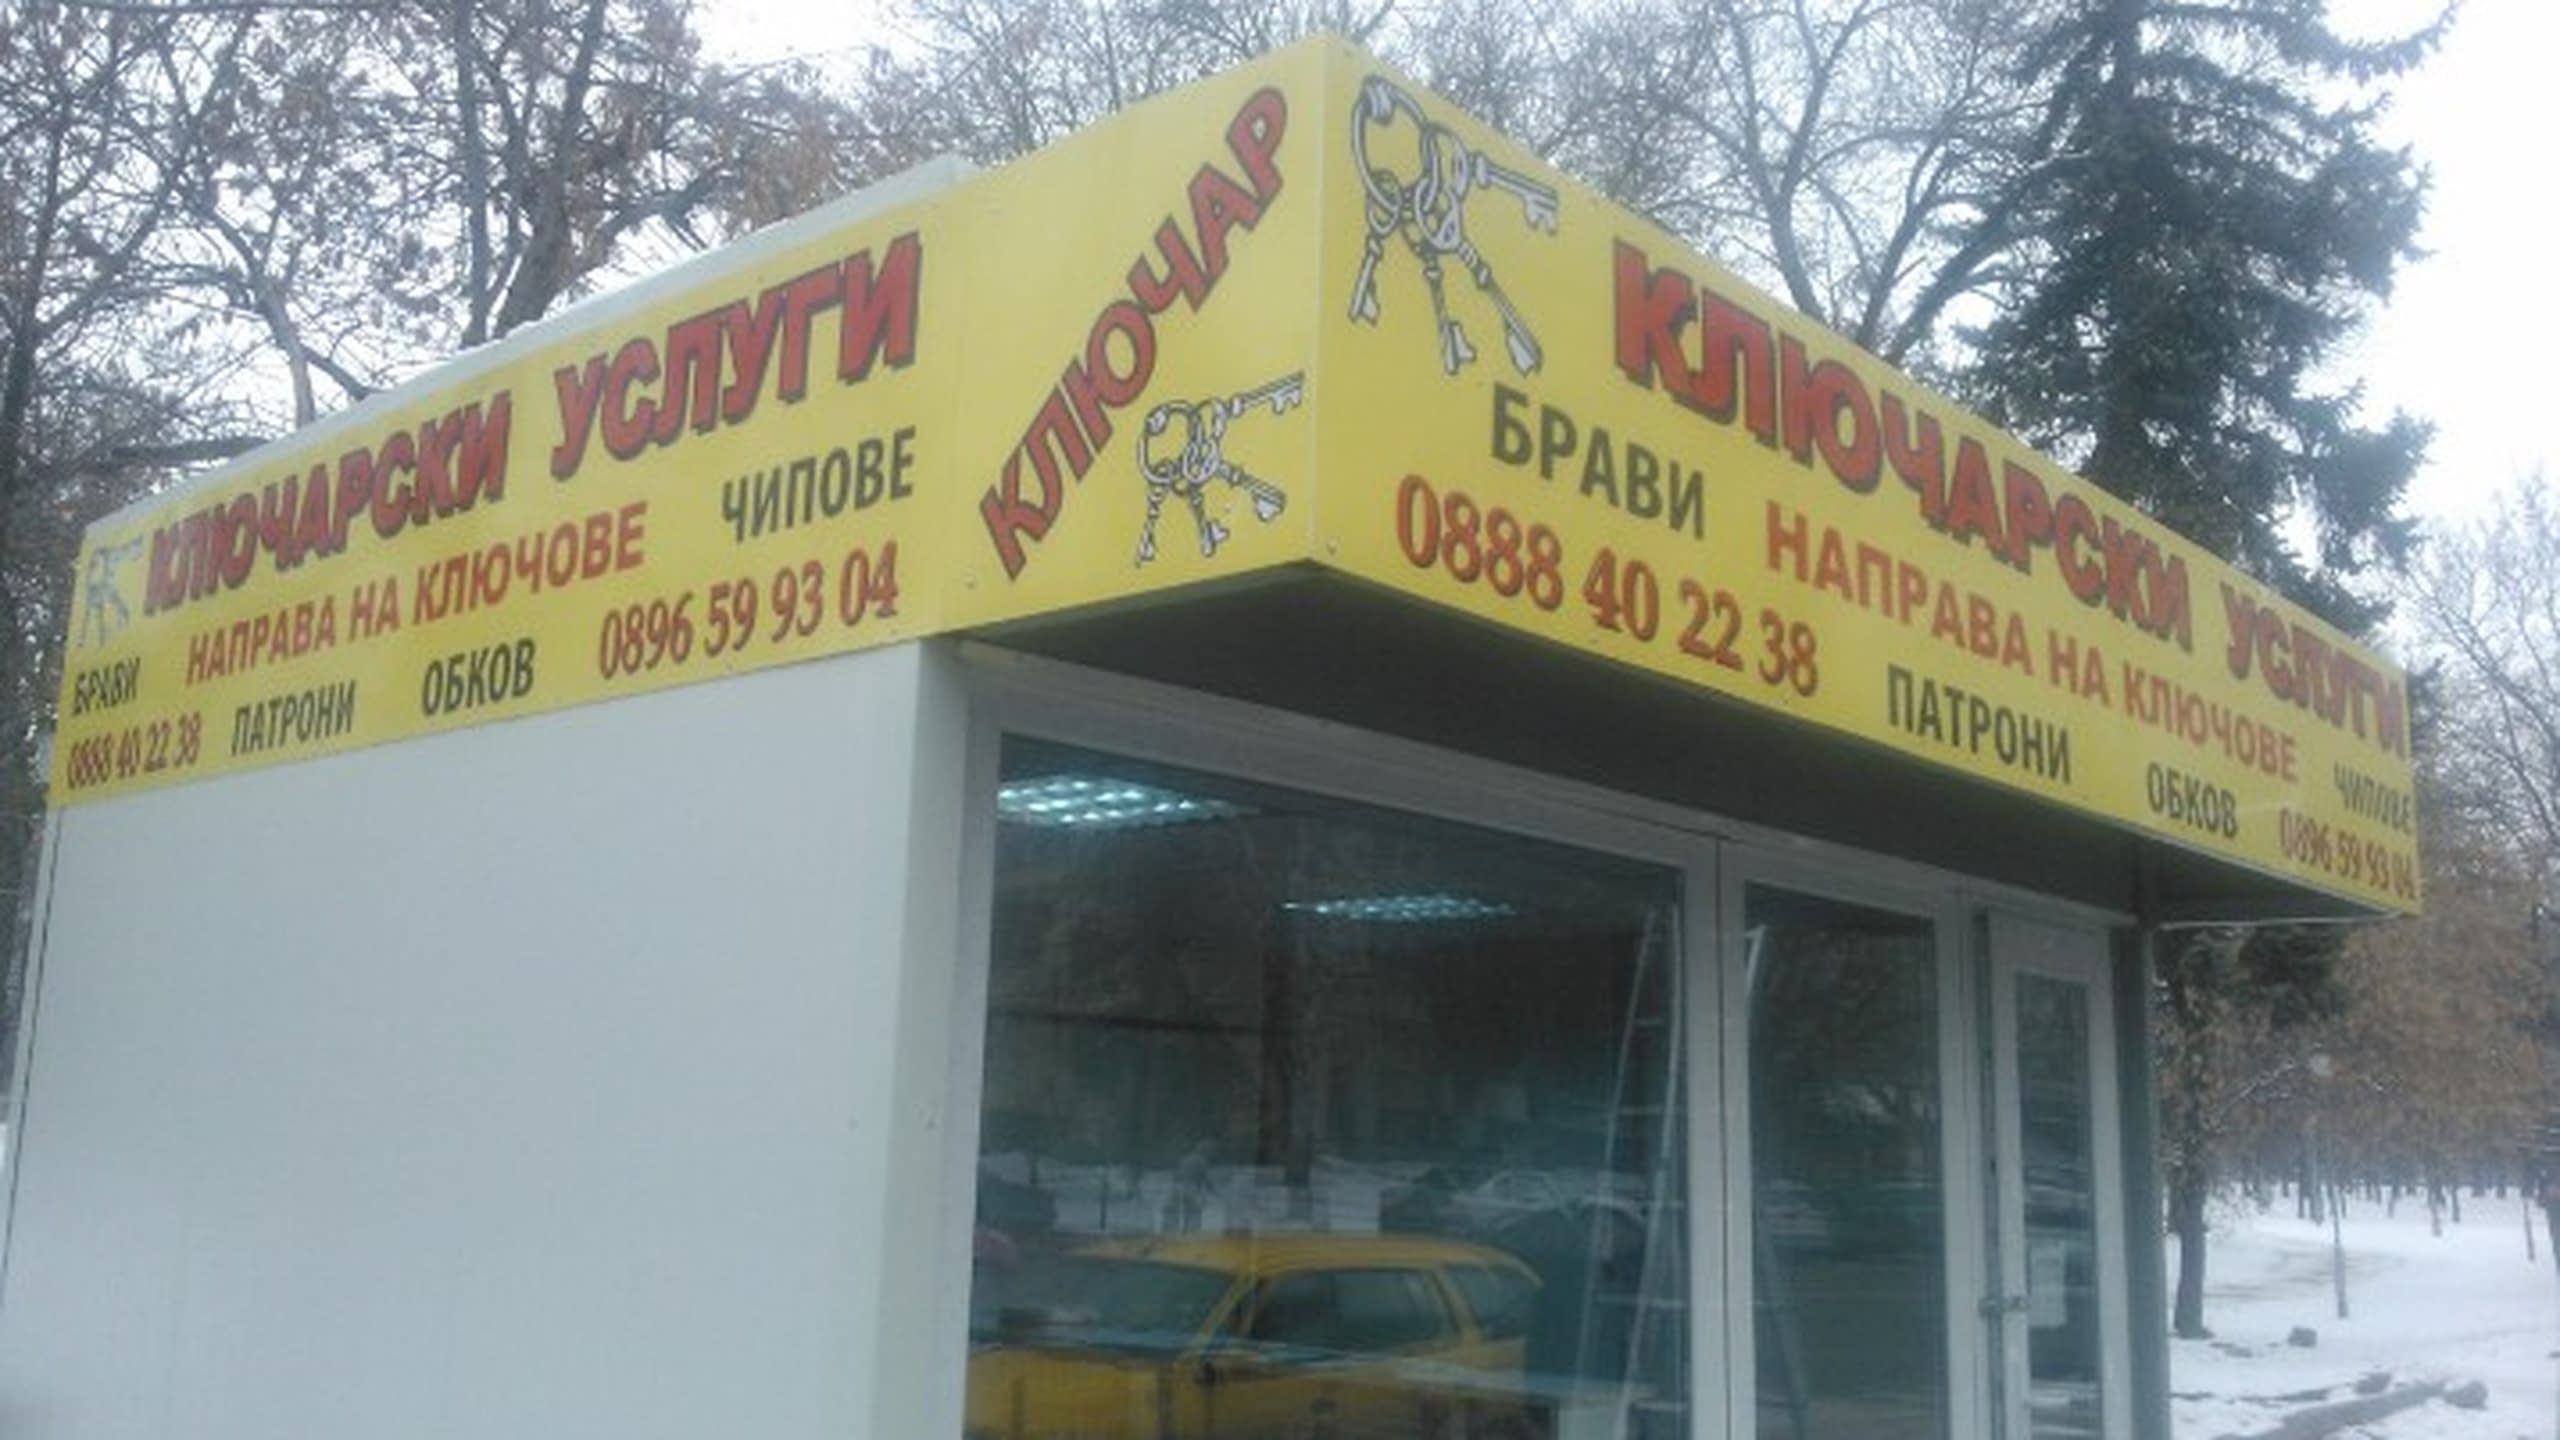 КЛЮЧАРСКИ УСЛУГИ
БРАВИ НАПРАВА НА КЛЮЧОВЕ ЧИПОВЕ
0888 40 22 38 ПАТРОНИ ОБКОВ 0896 59 93 04
КЛЮЧАР
КЛЮЧАРСКИ УСЛУГИ
БРАВИ НАПРАВА НА КЛЮЧОВЕ ЧИПОВЕ
0888 40 22 38 ПАТРОНИ ОБКОВ 0896 59 93 04